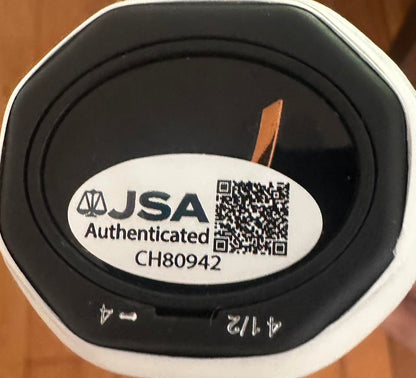 JSA
Authenticated
CH80942
4 1/2 - 4